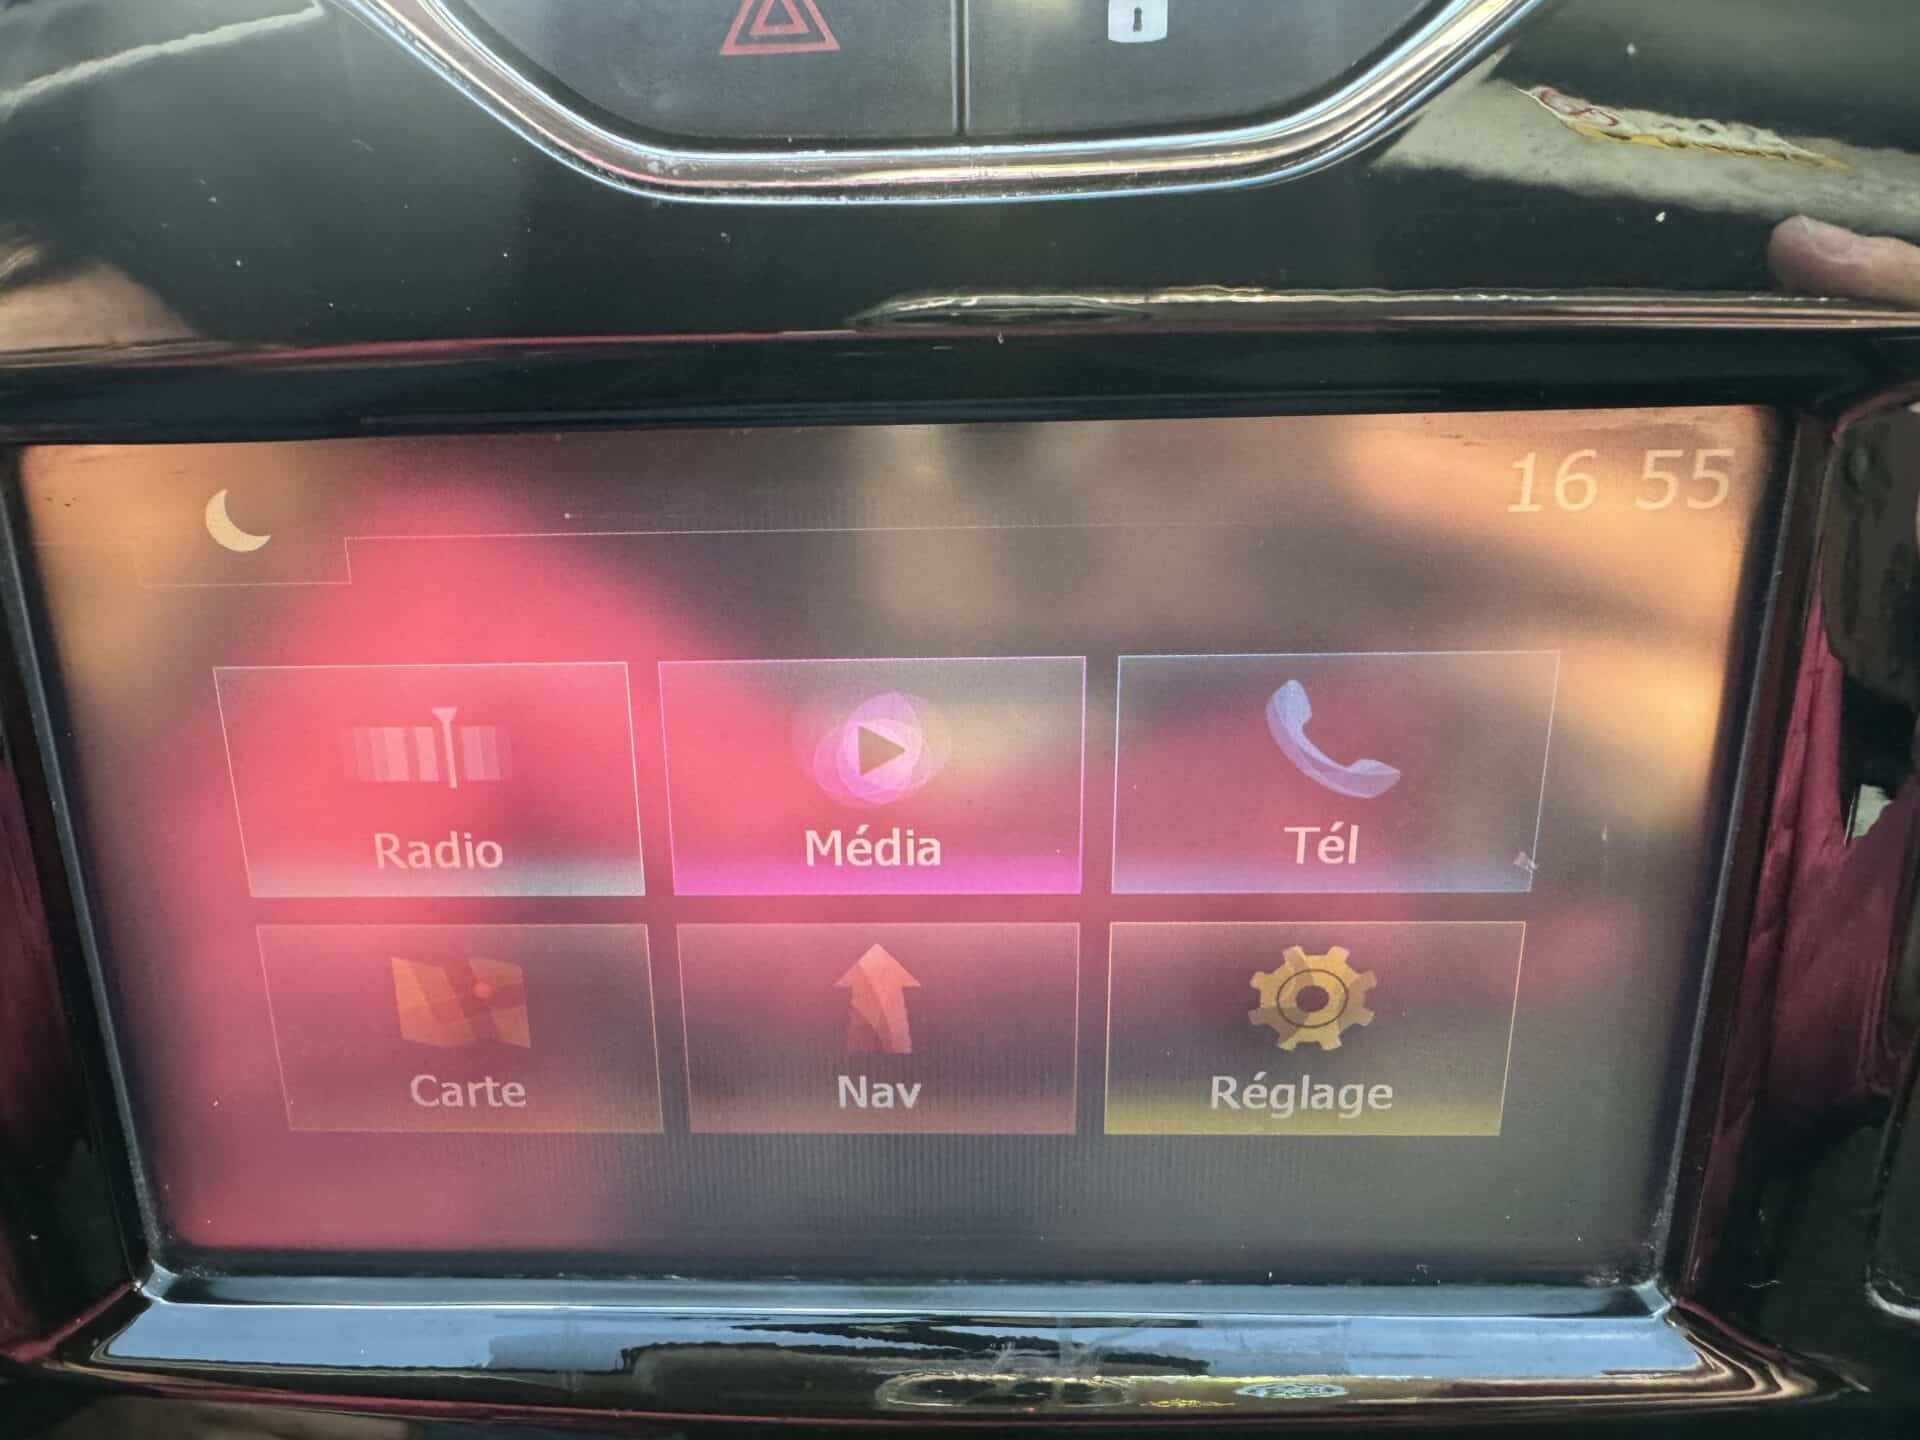 16 55
Radio
Média
Tél
Carte
Nav
Réglage